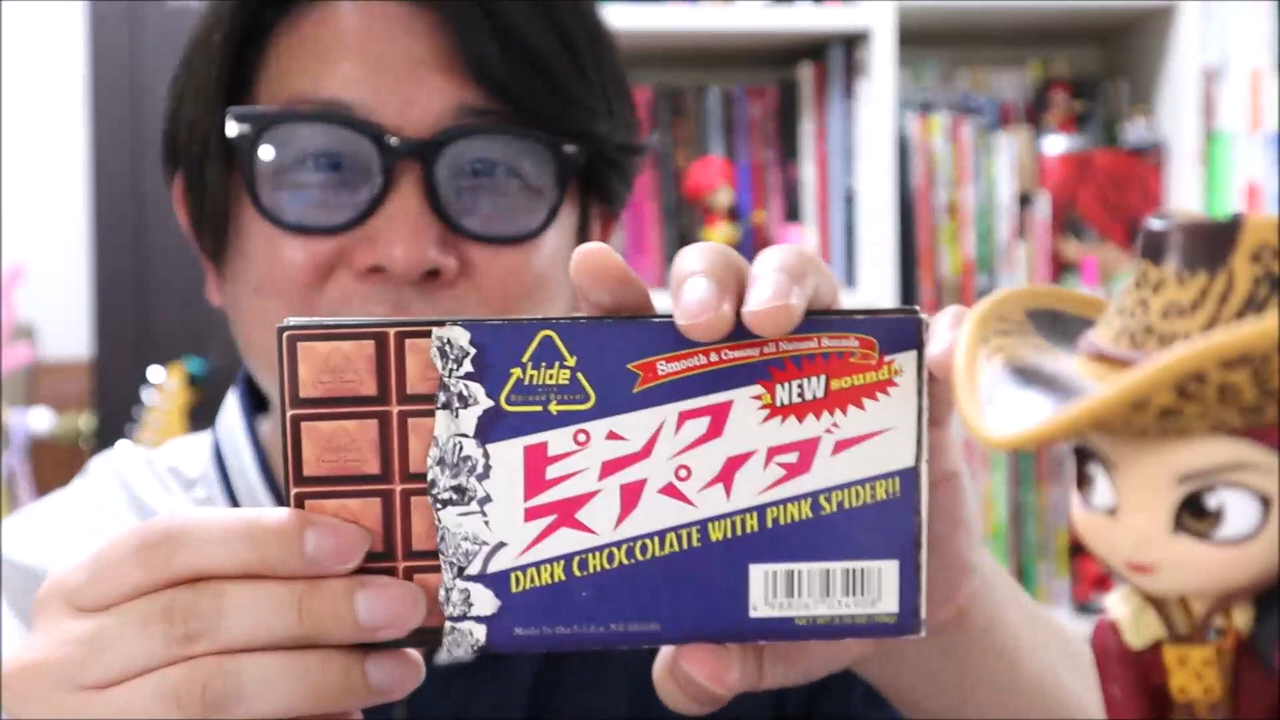 hide
with
Spread Beaver
Smooth & Creamy all Natural Sounds
a NEW sound!!
ピンク
スパイダー
DARK CHOCOLATE WITH PINK SPIDER!!